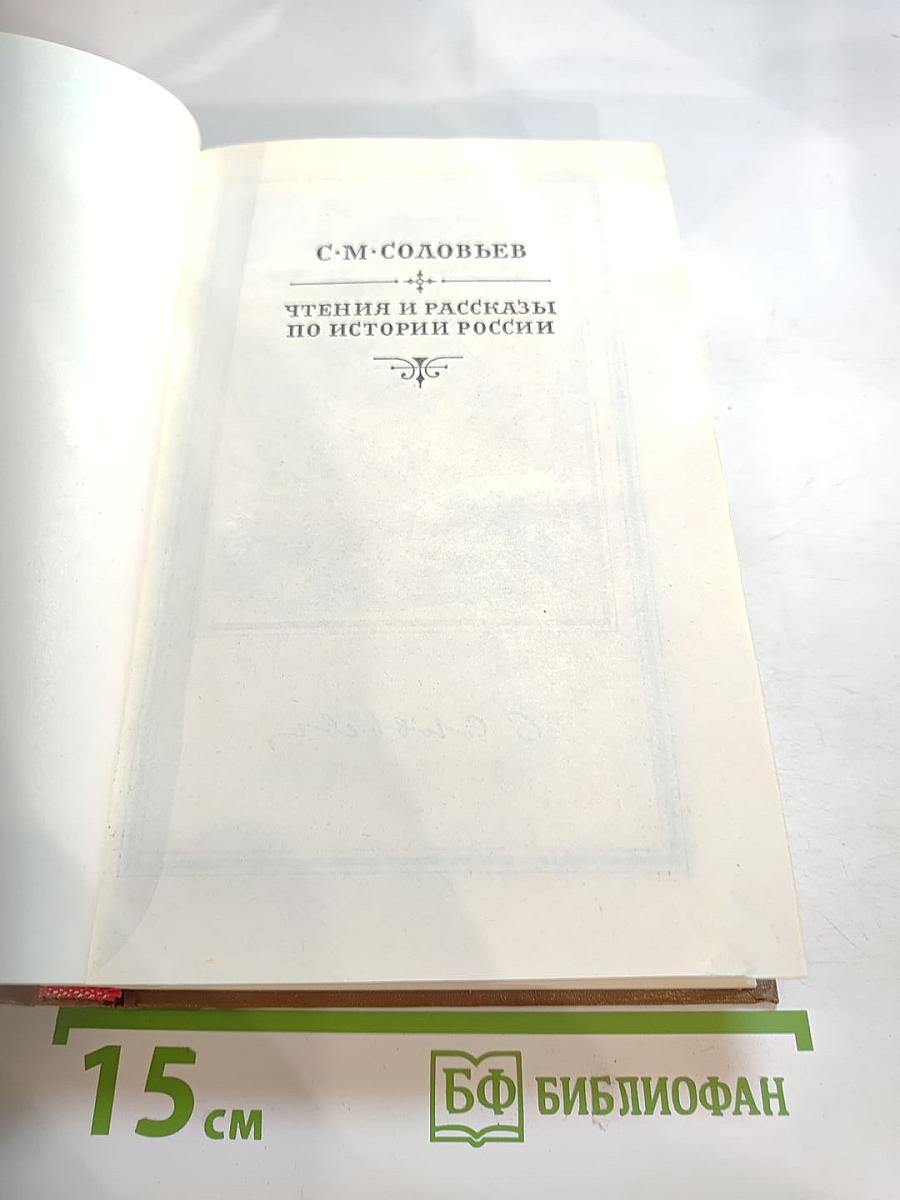 С·М·СОЛОВЬЕВ
ЧТЕНИЯ И РАССКАЗЫ
ПО ИСТОРИИ РОССИИ
15 см
БФ БИБЛИОФАН